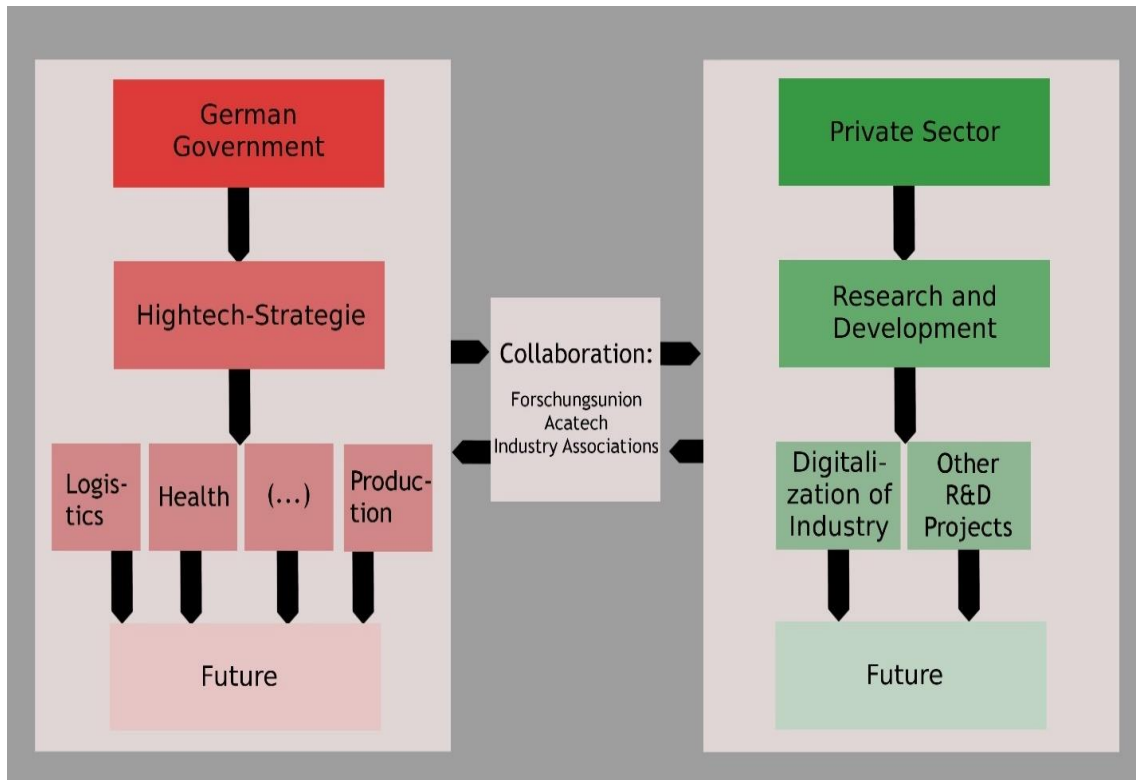 German
Government
Hightech-Strategie
Logis-
tics
Health
(...)
Produc-
tion
Future
Collaboration:
Forschungsunion
Acatech
Industry Associations
Private Sector
Research and
Development
Digitali-
zation of
Industry
Other
R&D
Projects
Future